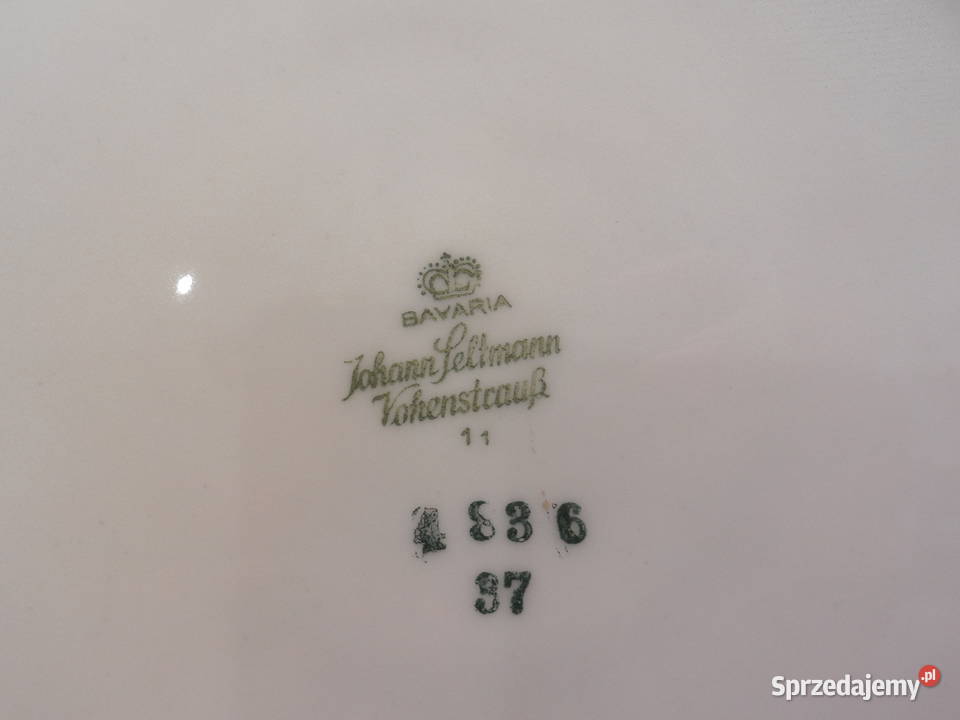 BAVARIA
Johann Seltmann
Vohenstrauß
11
4836
37
Sprzedajemy.pl